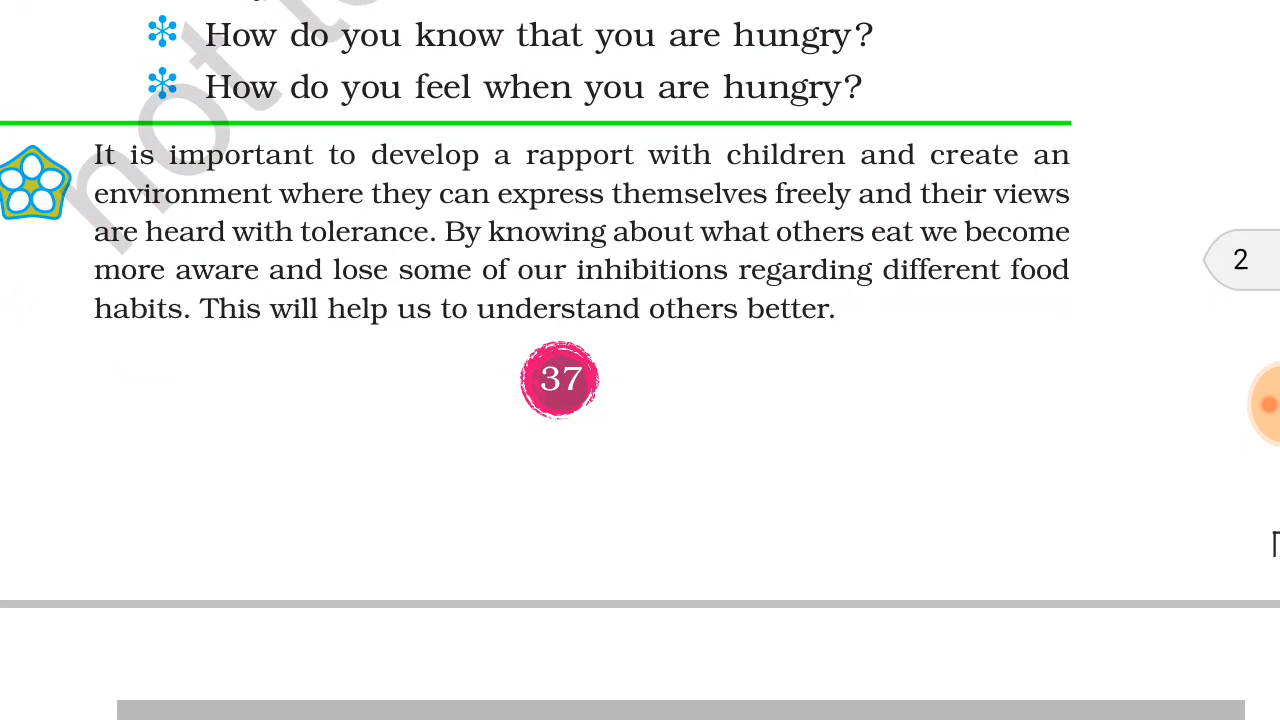 How do you know that you are hungry?
How do you feel when you are hungry?
It is important to develop a rapport with children and create an
environment where they can express themselves freely and their views
are heard with tolerance. By knowing about what others eat we become
more aware and lose some of our inhibitions regarding different food
habits. This will help us to understand others better.
37
2
not